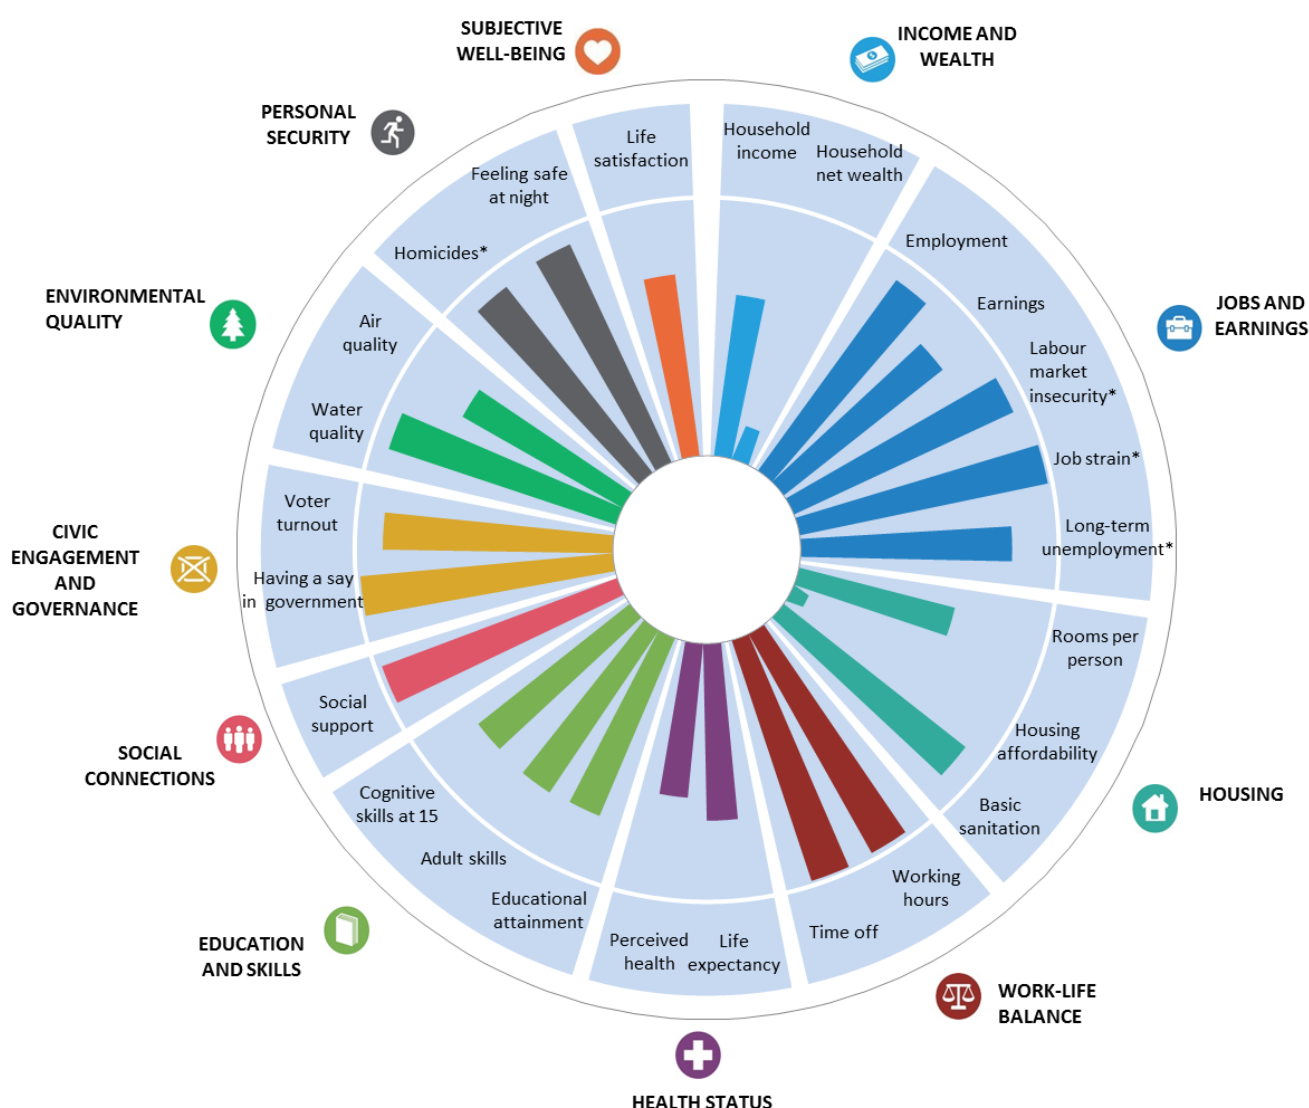 SUBJECTIVE
WELL-BEING
INCOME AND
WEALTH
PERSONAL
SECURITY
Life
satisfaction
Household
income
Household
net wealth
Feeling safe
at night
Homicides*
Employment
ENVIRONMENTAL
QUALITY
Air
quality
Earnings
JOBS AND
EARNINGS
Labour
market
insecurity*
Water
quality
Job strain*
Voter
turnout
Long-term
unemployment*
CIVIC
ENGAGEMENT
AND
GOVERNANCE
Having a say
in government
Rooms per
person
Social
support
Housing
affordability
SOCIAL
CONNECTIONS
Cognitive
skills at 15
Basic
sanitation
HOUSING
Adult skills
Working
hours
Educational
attainment
Time off
Perceived
health
Life
expectancy
EDUCATION
AND SKILLS
WORK-LIFE
BALANCE
HEALTH STATUS